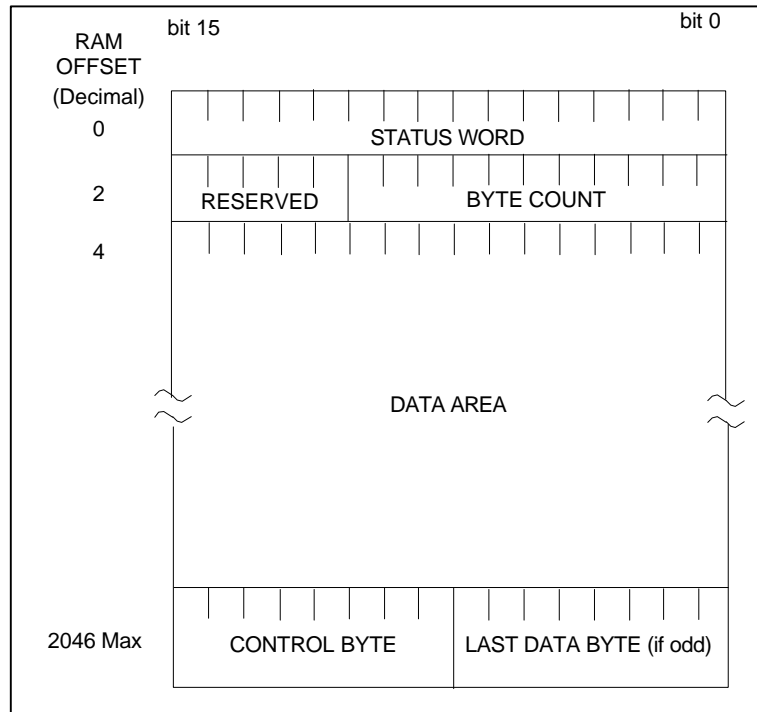 bit 15
bit 0
RAM
OFFSET
(Decimal)
0
STATUS WORD
2
RESERVED
BYTE COUNT
4
DATA AREA
2046 Max
CONTROL BYTE
LAST DATA BYTE (if odd)